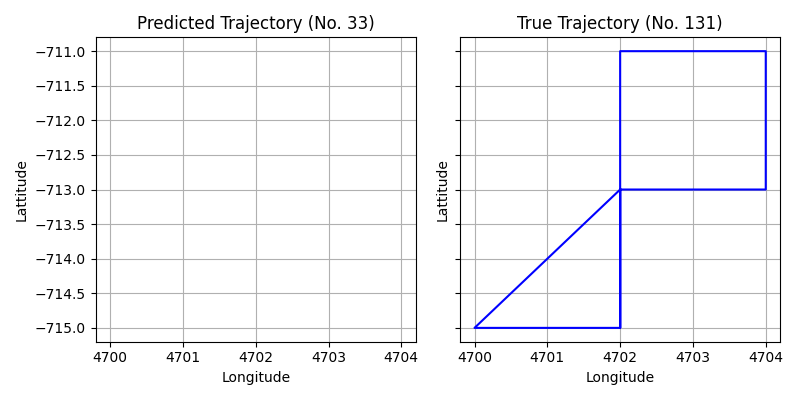 Predicted Trajectory (No. 33)
True Trajectory (No. 131)
−711.0
−711.5
−712.0
−712.5
−713.0
−713.5
−714.0
−714.5
−715.0
Lattitude
Lattitude
4700 4701 4702 4703 4704
4700 4701 4702 4703 4704
Longitude
Longitude